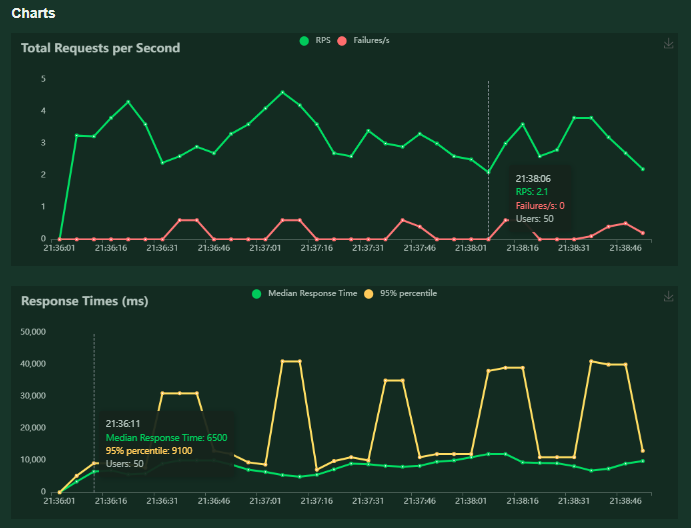 Charts
Total Requests per Second
RPS Failures/s
5
4
3
2
1
0
21:38:06
RPS: 2.1
Failures/s: 0
Users: 50
21:36:01 21:36:16 21:36:31 21:36:46 21:37:01 21:37:16 21:37:31 21:37:46 21:38:01 21:38:16 21:38:31 21:38:46
Response Times (ms)
Median Response Time 95% percentile
50,000
40,000
30,000
20,000
10,000
0
21:36:11
Median Response Time: 6500
95% percentile: 9100
Users: 50
21:36:01 21:36:16 21:36:31 21:36:46 21:37:01 21:37:16 21:37:31 21:37:46 21:38:01 21:38:16 21:38:31 21:38:46